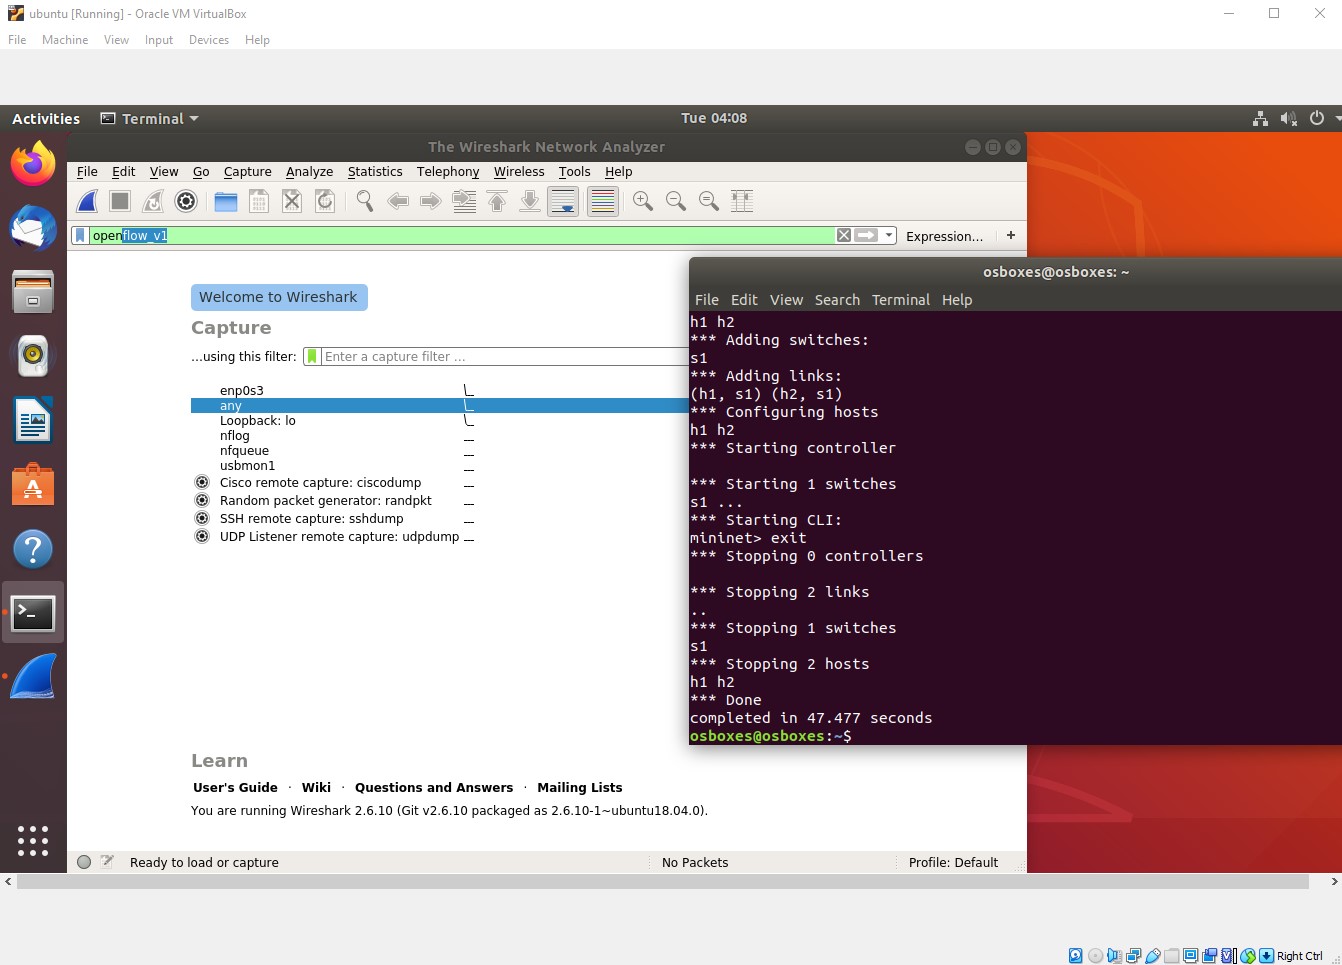 ubuntu [Running] - Oracle VM VirtualBox
File Machine View Input Devices Help
Activities Terminal Tue 04:08
The Wireshark Network Analyzer
File Edit View Go Capture Analyze Statistics Telephony Wireless Tools Help
openflow_v1 Expression... +
Welcome to Wireshark
Capture
...using this filter: Enter a capture filter ...
enp0s3
any
Loopback: lo
nflog
nfqueue
usbmon1
Cisco remote capture: ciscodump
Random packet generator: randpkt
SSH remote capture: sshdump
UDP Listener remote capture: udpdump
Learn
User's Guide · Wiki · Questions and Answers · Mailing Lists
You are running Wireshark 2.6.10 (Git v2.6.10 packaged as 2.6.10-1~ubuntu18.04.0).
Ready to load or capture No Packets Profile: Default
osboxes@osboxes: ~
File Edit View Search Terminal Help
h1 h2
*** Adding switches:
s1
*** Adding links:
(h1, s1) (h2, s1)
*** Configuring hosts
h1 h2
*** Starting controller
*** Starting 1 switches
s1 ...
*** Starting CLI:
mininet> exit
*** Stopping 0 controllers
*** Stopping 2 links
..
*** Stopping 1 switches
s1
*** Stopping 2 hosts
h1 h2
*** Done
completed in 47.477 seconds
osboxes@osboxes:~$
Right Ctrl